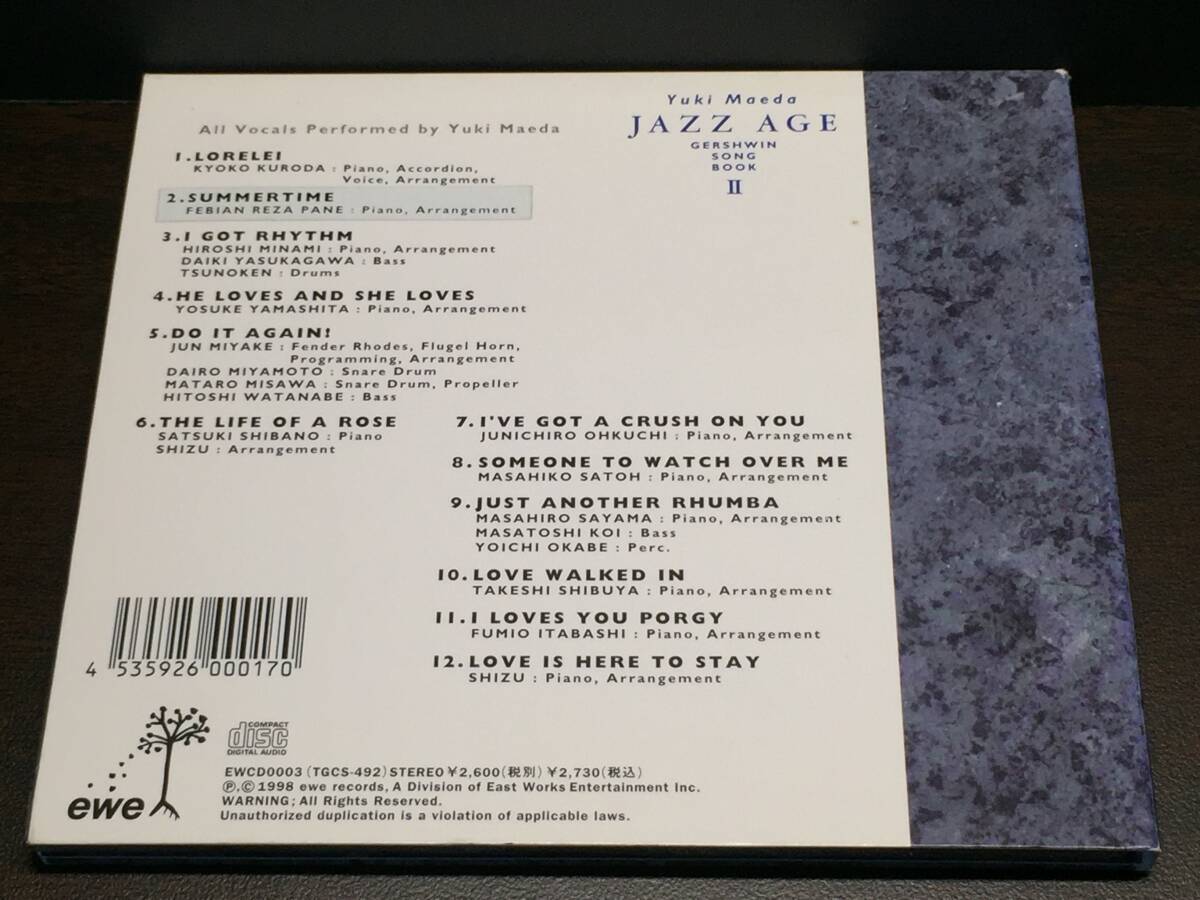 Yuki Maeda
JAZZ AGE
GERSHWIN
SONG
BOOK
II
All Vocals Performed by Yuki Maeda
1. LORELEI
KYOKO KURODA : Piano, Accordion,
Voice, Arrangement
2. SUMMERTIME
FEBIAN REZA PANE : Piano, Arrangement
3. I GOT RHYTHM
HIROSHI MINAMI : Piano, Arrangement
DAIKI YASUKAGAWA : Bass
TSUNOKEN : Drums
4. HE LOVES AND SHE LOVES
YOSUKE YAMASHITA : Piano, Arrangement
5. DO IT AGAIN!
JUN MIYAKE : Fender Rhodes, Flugel Horn,
Programming, Arrangement
DAIRO MIYAMOTO : Snare Drum
MATARO MISAWA : Snare Drum, Propeller
HITOSHI WATANABE : Bass
6. THE LIFE OF A ROSE
SATSUKI SHIBANO : Piano
SHIZU : Arrangement
7. I'VE GOT A CRUSH ON YOU
JUNICHIRO OHKUCHI : Piano, Arrangement
8. SOMEONE TO WATCH OVER ME
MASAHIKO SATOH : Piano, Arrangement
9. JUST ANOTHER RHUMBA
MASAHIRO SAYAMA : Piano, Arrangement
MASATOSHI KOI : Bass
YOICHI OKABE : Perc.
10. LOVE WALKED IN
TAKESHI SHIBUYA : Piano, Arrangement
11. I LOVES YOU PORGY
FUMIO ITABASHI : Piano, Arrangement
12. LOVE IS HERE TO STAY
SHIZU : Piano, Arrangement
4 535926 000170
ewe
COMPACT
disc
DIGITAL AUDIO
EWCD0003 (TGCS-492) STEREO ¥2,600(税別) ¥2,730(税込)
Ⓟ,© 1998 ewe records, A Division of East Works Entertainment Inc.
WARNING; All Rights Reserved.
Unauthorized duplication is a violation of applicable laws.